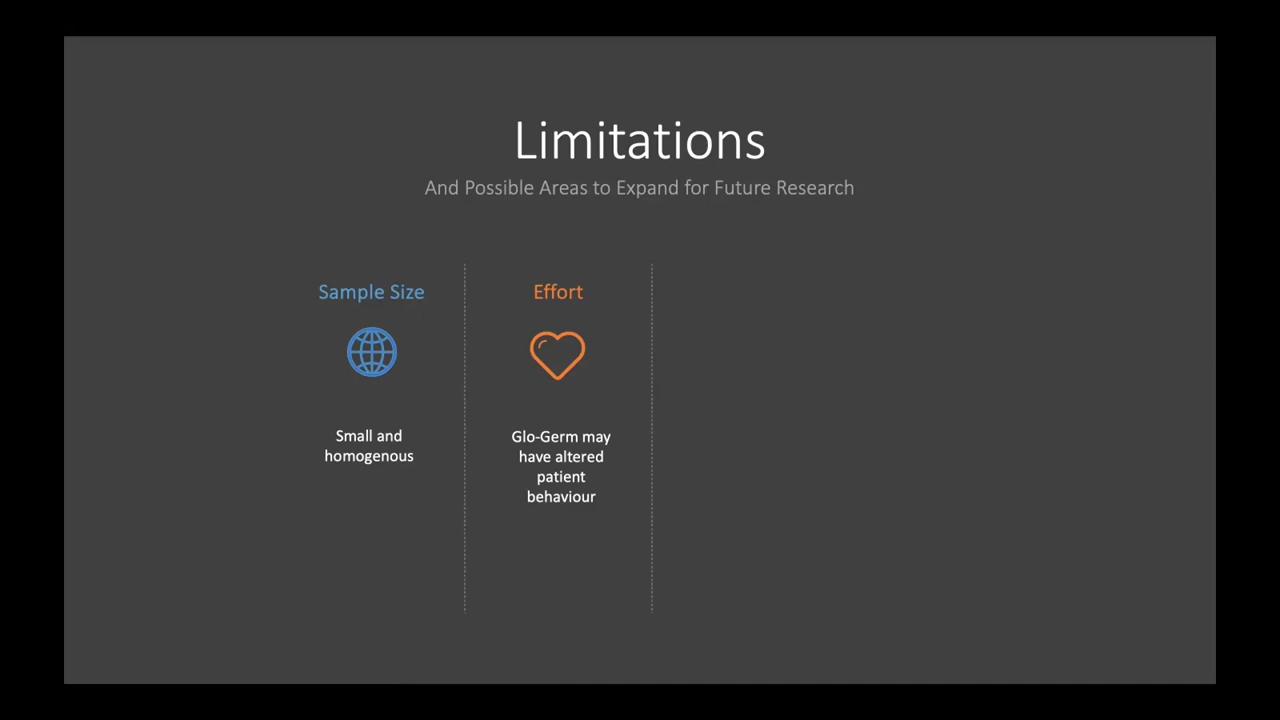 Limitations
And Possible Areas to Expand for Future Research
Sample Size
Small and
homogenous
Effort
Glo-Germ may
have altered
patient
behaviour